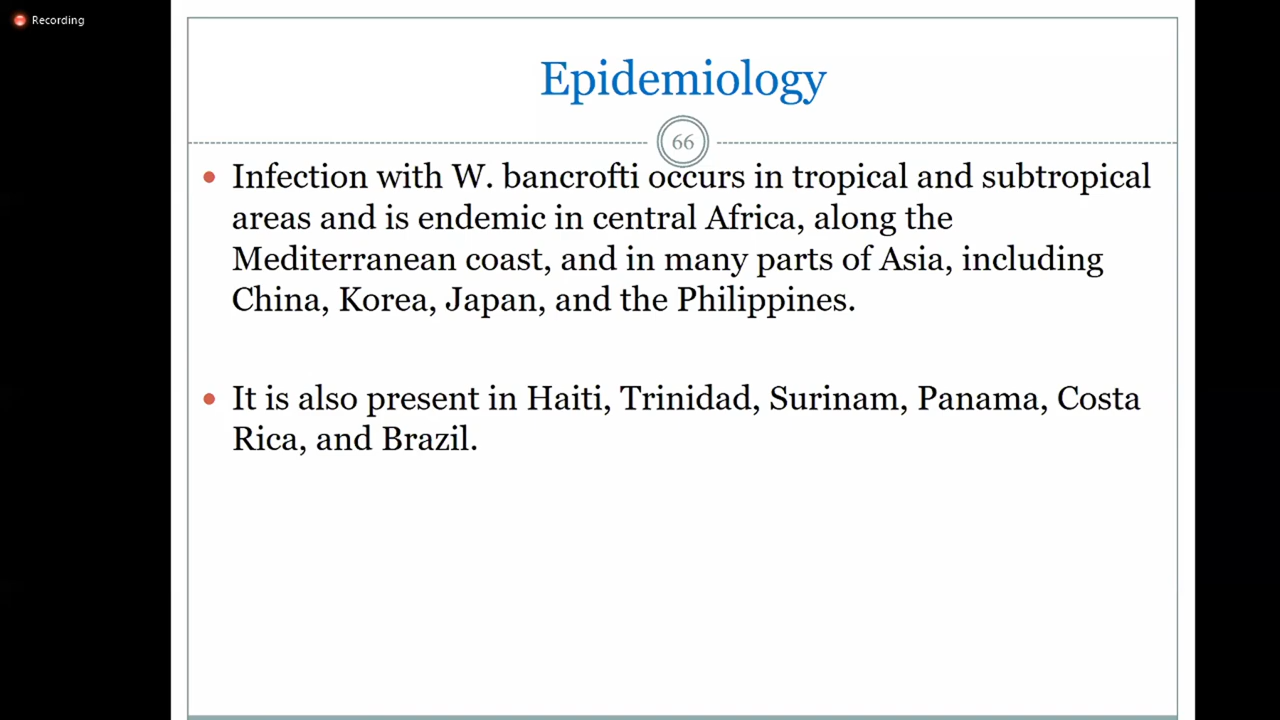 Recording
Epidemiology
66
• Infection with W. bancrofti occurs in tropical and subtropical
areas and is endemic in central Africa, along the
Mediterranean coast, and in many parts of Asia, including
China, Korea, Japan, and the Philippines.
• It is also present in Haiti, Trinidad, Surinam, Panama, Costa
Rica, and Brazil.